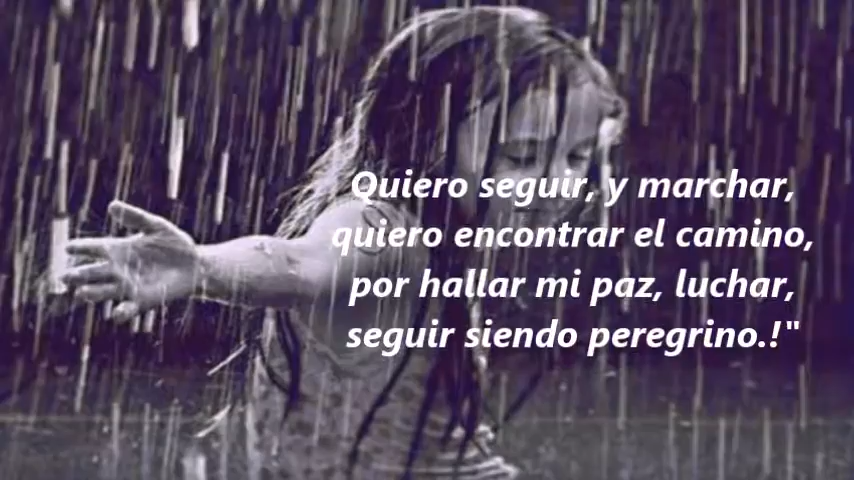 Quiero seguir, y marchar,
quiero encontrar el camino,
por hallar mi paz, luchar,
seguir siendo peregrino.!"